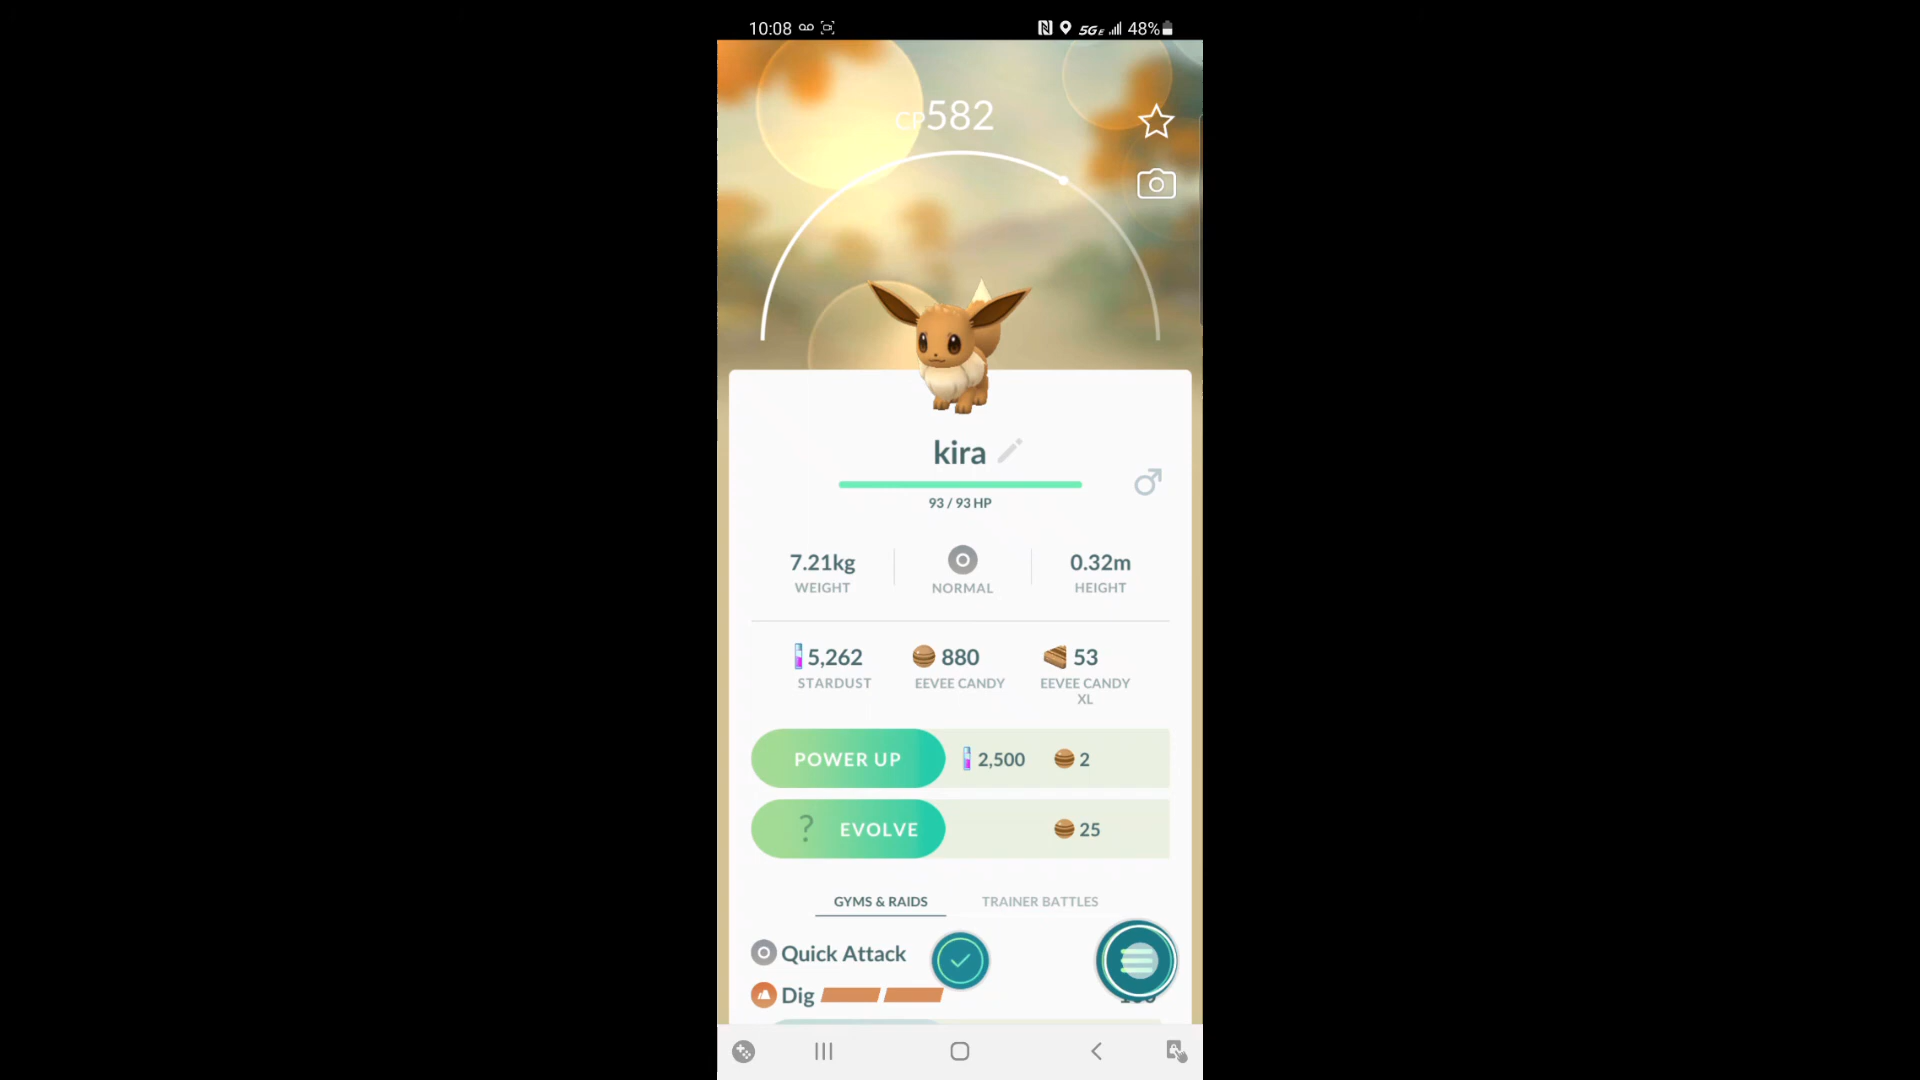 10:08 5GE 48%
CP582
kira
93 / 93 HP
7.21kg 0.32m
WEIGHT NORMAL HEIGHT
5,262 880 53
STARDUST EEVEE CANDY EEVEE CANDY
XL
POWER UP 2,500 2
? EVOLVE 25
GYMS & RAIDS TRAINER BATTLES
Quick Attack
Dig